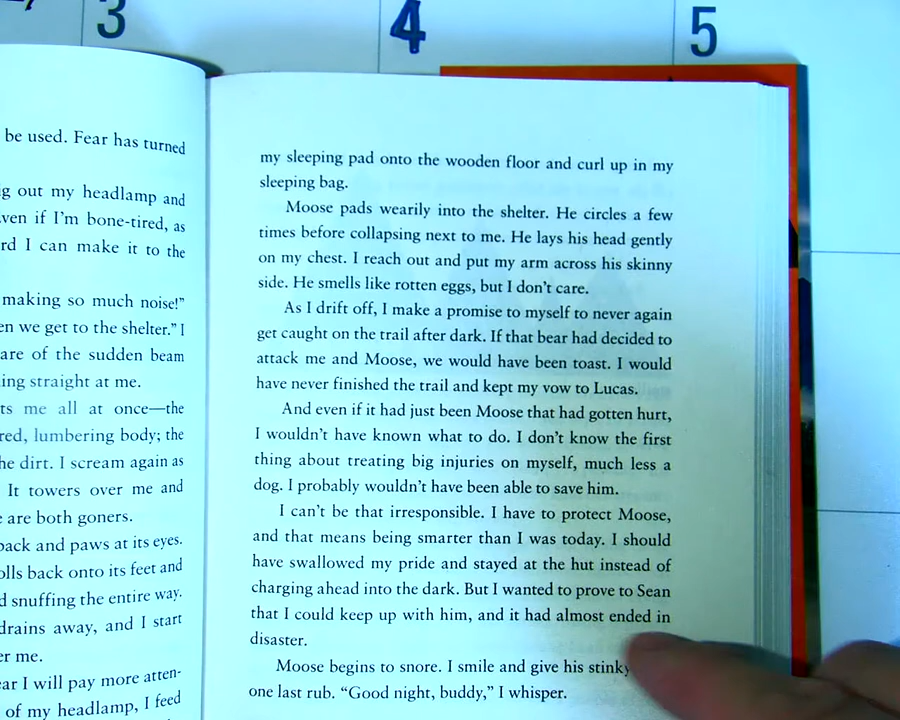 3
4
5
be used. Fear has turned
g out my headlamp and
ven if I'm bone-tired, as
rd I can make it to the
making so much noise!"
en we get to the shelter." I
are of the sudden beam
ing straight at me.
ts me all at once—the
red, lumbering body; the
he dirt. I scream again as
It towers over me and
e are both goners.
back and paws at its eyes.
olls back onto its feet and
d snuffing the entire way.
drains away, and I start
er me.
ear I will pay more atten-
of my headlamp, I feed
my sleeping pad onto the wooden floor and curl up in my
sleeping bag.
Moose pads wearily into the shelter. He circles a few
times before collapsing next to me. He lays his head gently
on my chest. I reach out and put my arm across his skinny
side. He smells like rotten eggs, but I don't care.
As I drift off, I make a promise to myself to never again
get caught on the trail after dark. If that bear had decided to
attack me and Moose, we would have been toast. I would
have never finished the trail and kept my vow to Lucas.
And even if it had just been Moose that had gotten hurt,
I wouldn't have known what to do. I don't know the first
thing about treating big injuries on myself, much less a
dog. I probably wouldn't have been able to save him.
I can't be that irresponsible. I have to protect Moose,
and that means being smarter than I was today. I should
have swallowed my pride and stayed at the hut instead of
charging ahead into the dark. But I wanted to prove to Sean
that I could keep up with him, and it had almost ended in
disaster.
Moose begins to snore. I smile and give his stinky
one last rub. "Good night, buddy," I whisper.